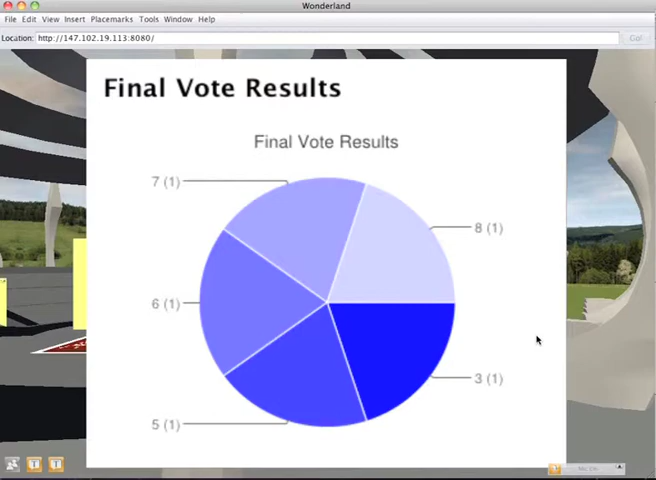 Wonderland
File Edit View Insert Placemarks Tools Window Help
Location: http://147.102.19.113:8080/ Go!
Final Vote Results
Final Vote Results
7 (1)
8 (1)
6 (1)
3 (1)
5 (1)